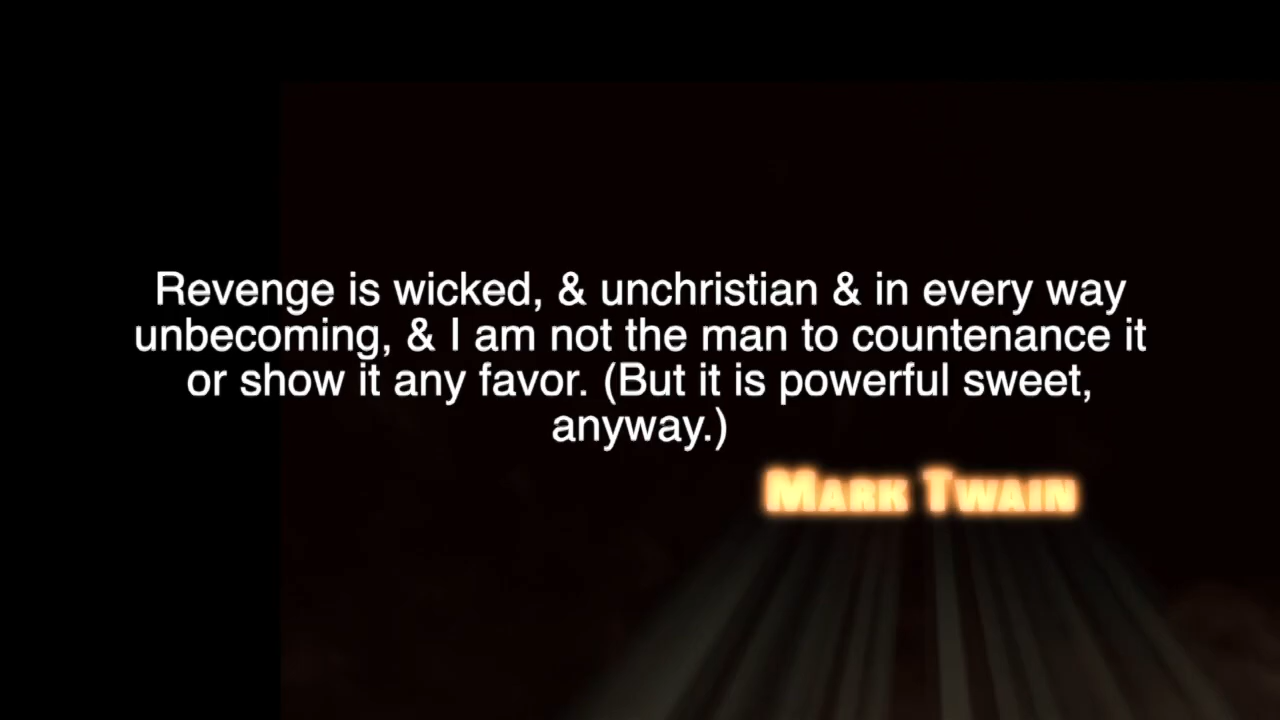 Revenge is wicked, & unchristian & in every way
unbecoming, & I am not the man to countenance it
or show it any favor. (But it is powerful sweet,
anyway.)
Mark Twain